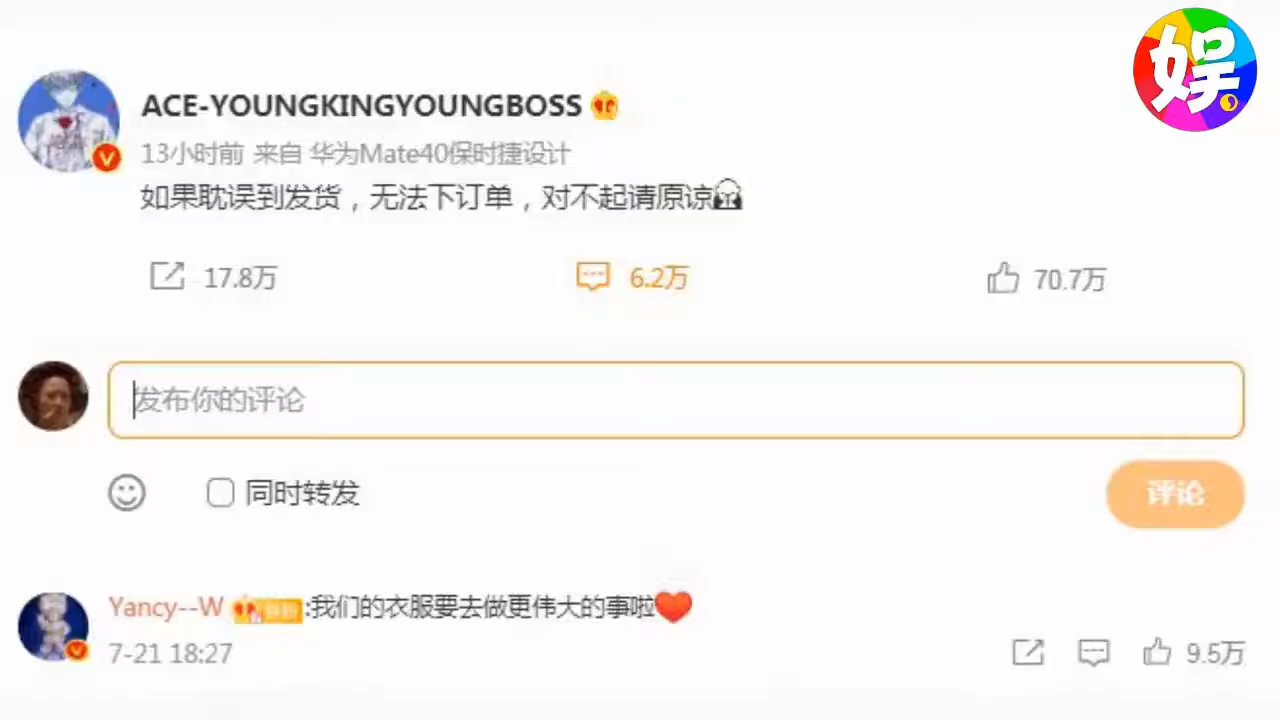 娱
ACE-YOUNGKINGYOUNGBOSS
13小时前 来自 华为Mate40保时捷设计
如果耽误到发货，无法下订单，对不起请原谅
17.8万
6.2万
70.7万
发布你的评论
同时转发
评论
Yancy--W :我们的衣服要去做更伟大的事啦
7-21 18:27
9.5万